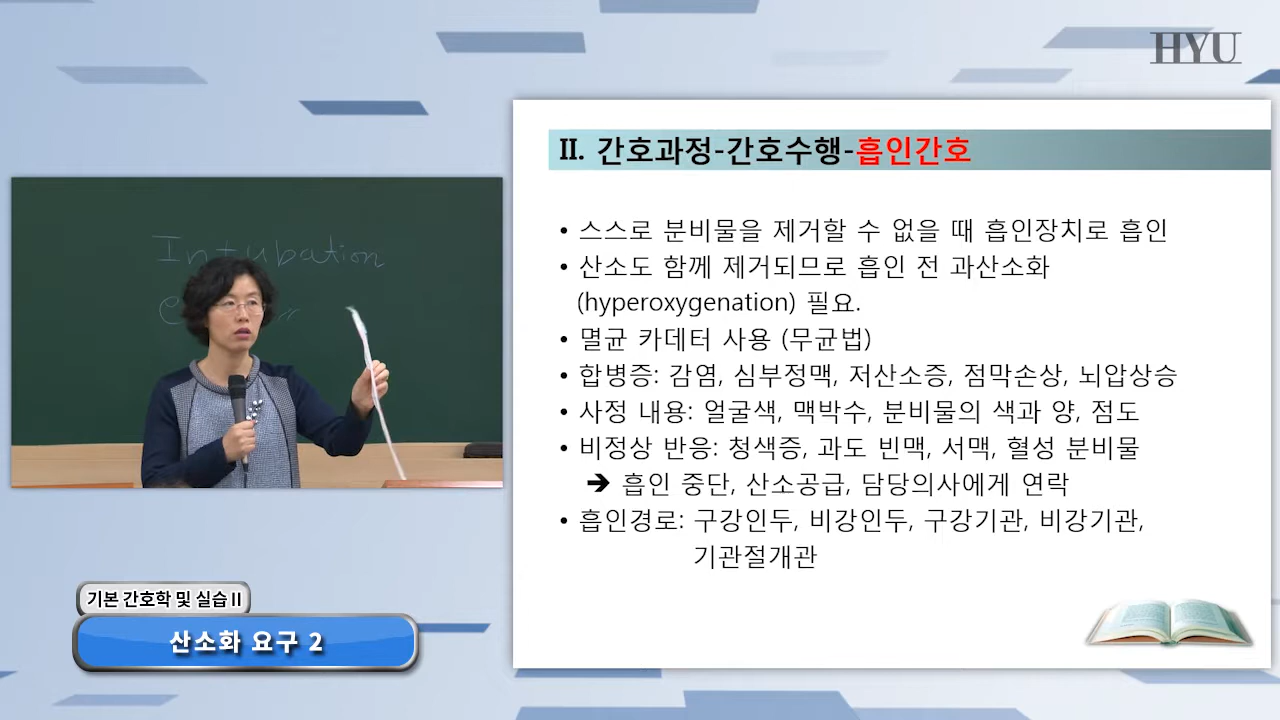 HYU
II. 간호과정-간호수행-흡인간호
• 스스로 분비물을 제거할 수 없을 때 흡인장치로 흡인
• 산소도 함께 제거되므로 흡인 전 과산소화
(hyperoxygenation) 필요.
• 멸균 카데터 사용 (무균법)
• 합병증: 감염, 심부정맥, 저산소증, 점막손상, 뇌압상승
• 사정 내용: 얼굴색, 맥박수, 분비물의 색과 양, 점도
• 비정상 반응: 청색증, 과도 빈맥, 서맥, 혈성 분비물
➔ 흡인 중단, 산소공급, 담당의사에게 연락
• 흡인경로: 구강인두, 비강인두, 구강기관, 비강기관,
기관절개관
Intubation
기본 간호학 및 실습 II
산소화 요구 2